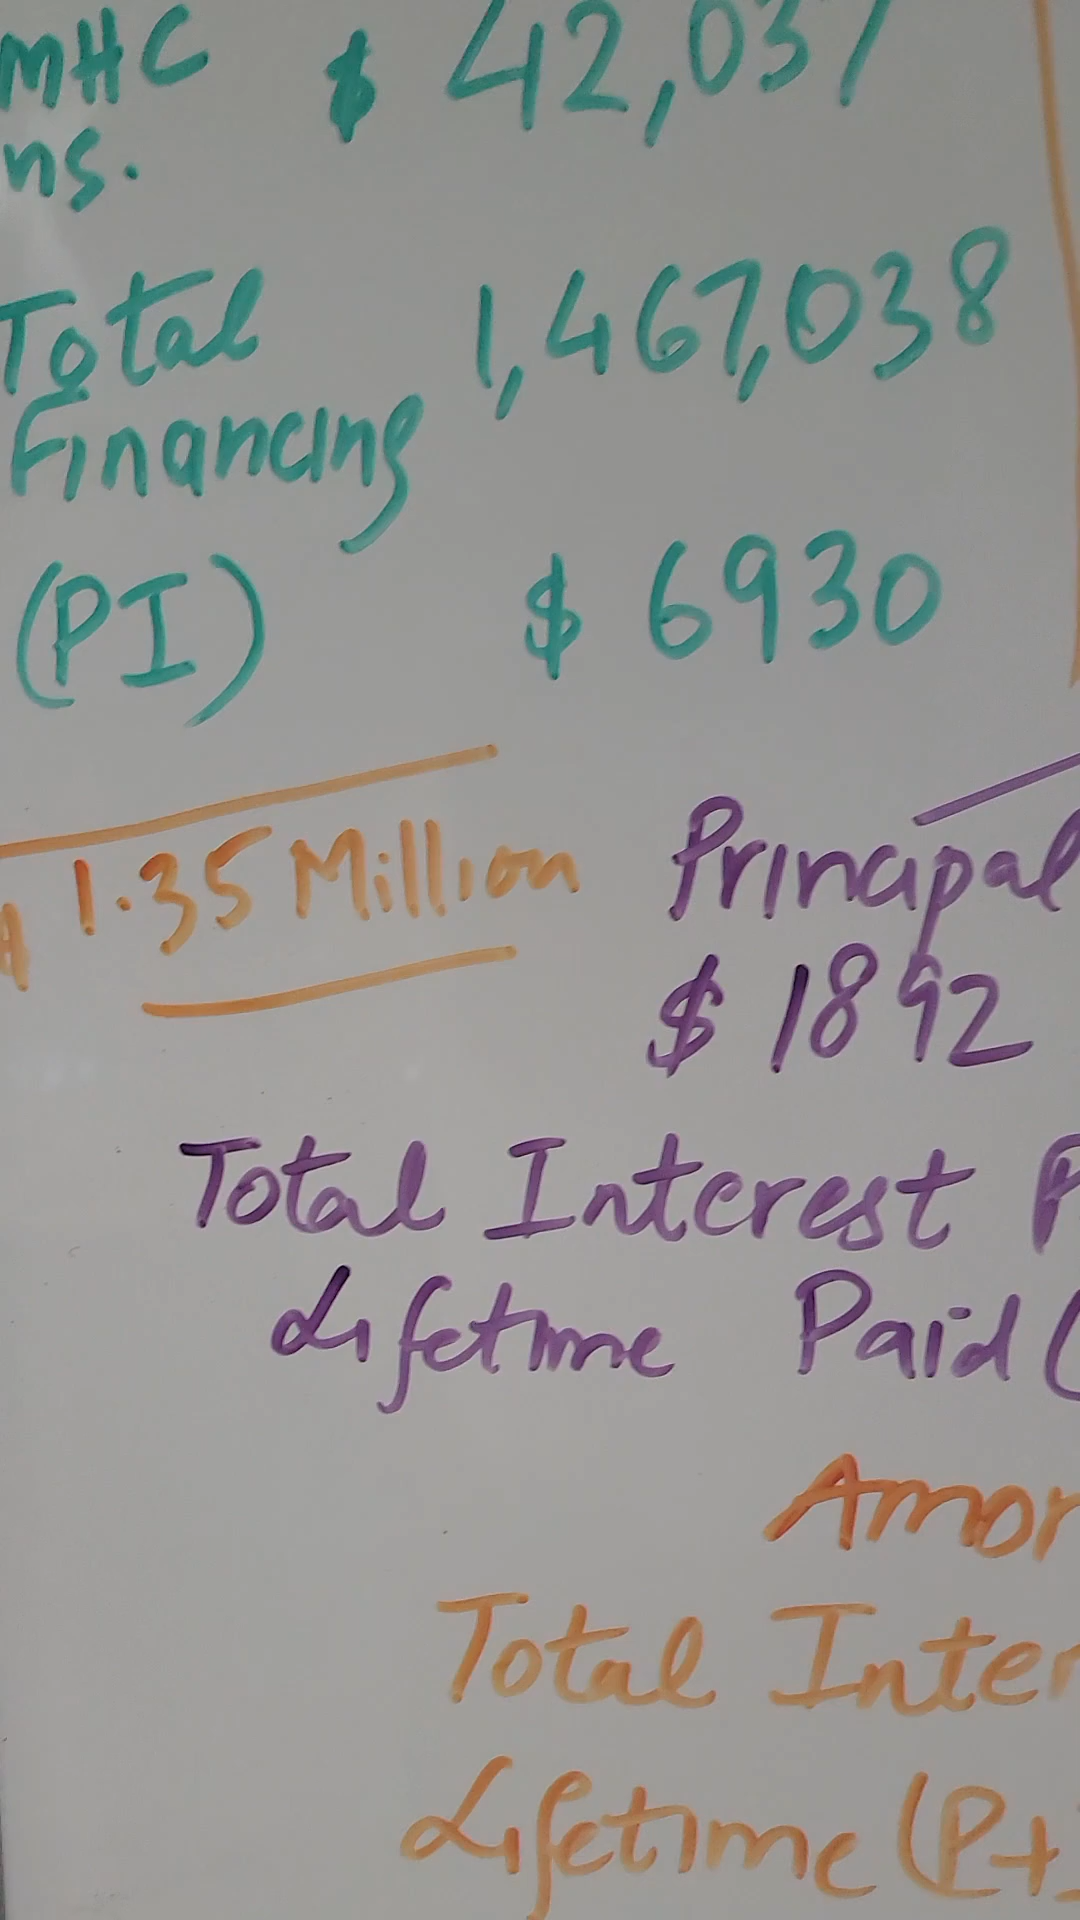 MHC $ 42,037
ns.
Total 1,467,038
Financing
(PI) $ 6930
$ 1.35 Million
Principal
$ 1892
Total Interest P
Lifetime Paid (
Amor
Total Inter
Lifetime (P+